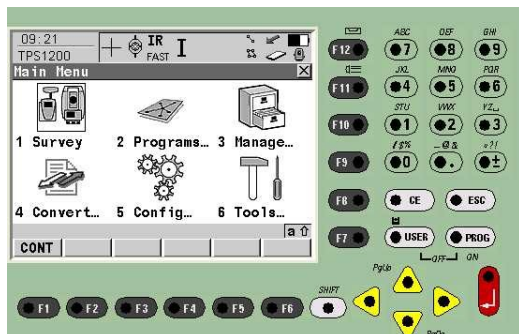 09:21
TPS1200
IR
FAST
I
Main Menu
1 Survey 2 Programs... 3 Manage...
4 Convert... 5 Config... 6 Tools...
a
CONT
F12 F11 F10 F9 F8 F7
ABC DEF GHI
7 8 9
JKL MNO PQR
4 5 6
STU VWX YZ
1 2 3
/$% _@& *?!
0 . ±
CE ESC
USER PROG
OFF ON
PgUp
SHIFT
F1 F2 F3 F4 F5 F6
PgDn